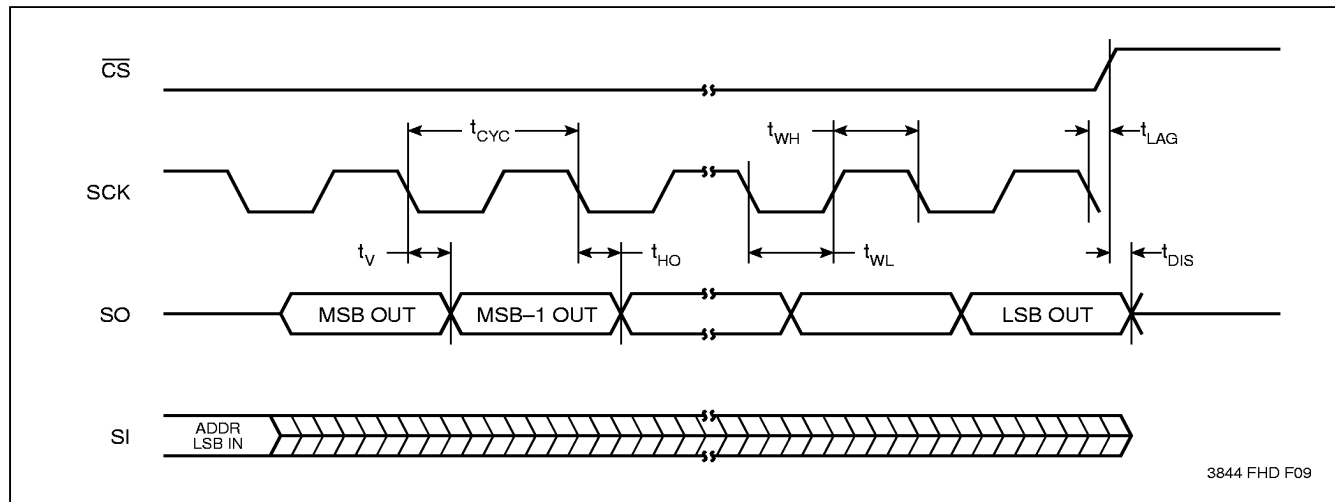 CS
tCYC
tWH
tLAG
SCK
tV
tHO
tWL
tDIS
SO
MSB OUT
MSB–1 OUT
LSB OUT
SI
ADDR
LSB IN
3844 FHD F09